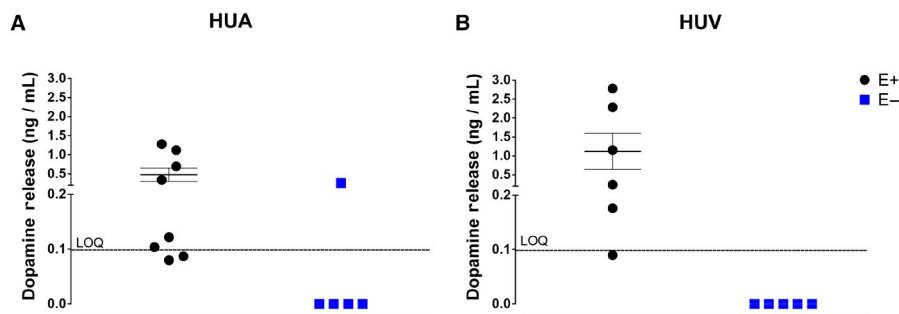 A
HUA
Dopamine release (ng / mL)
3.0
2.5
2.0
1.5
1.0
0.5
0.2
0.1
0.0
LOQ
B
HUV
Dopamine release (ng / mL)
3.0
2.5
2.0
1.5
1.0
0.5
0.2
0.1
0.0
LOQ
E+
E−